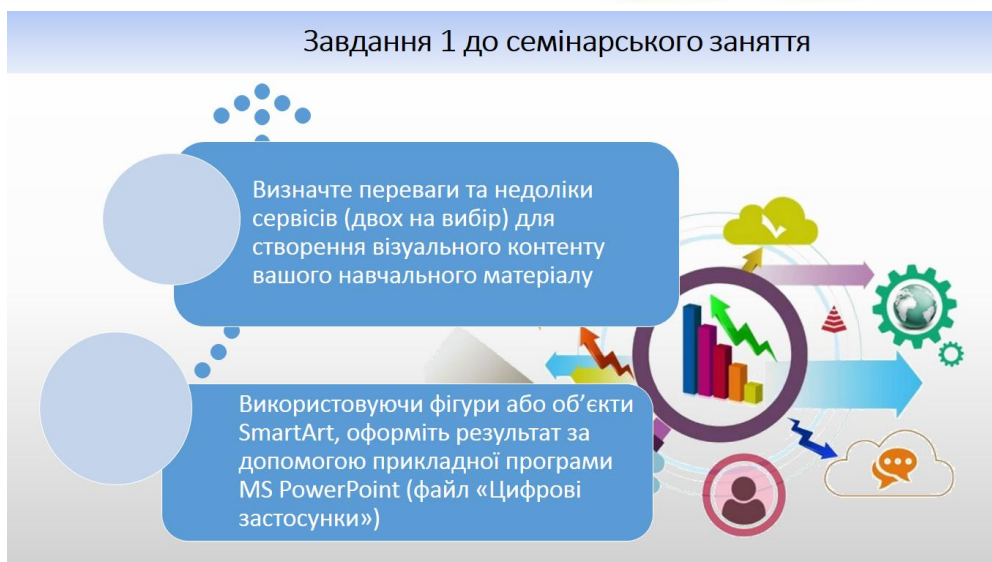 Завдання 1 до семінарського заняття
Визначте переваги та недоліки
сервісів (двох на вибір) для
створення візуального контенту
вашого навчального матеріалу
Використовуючи фігури або об’єкти
SmartArt, оформіть результат за
допомогою прикладної програми
MS PowerPoint (файл «Цифрові
застосунки»)